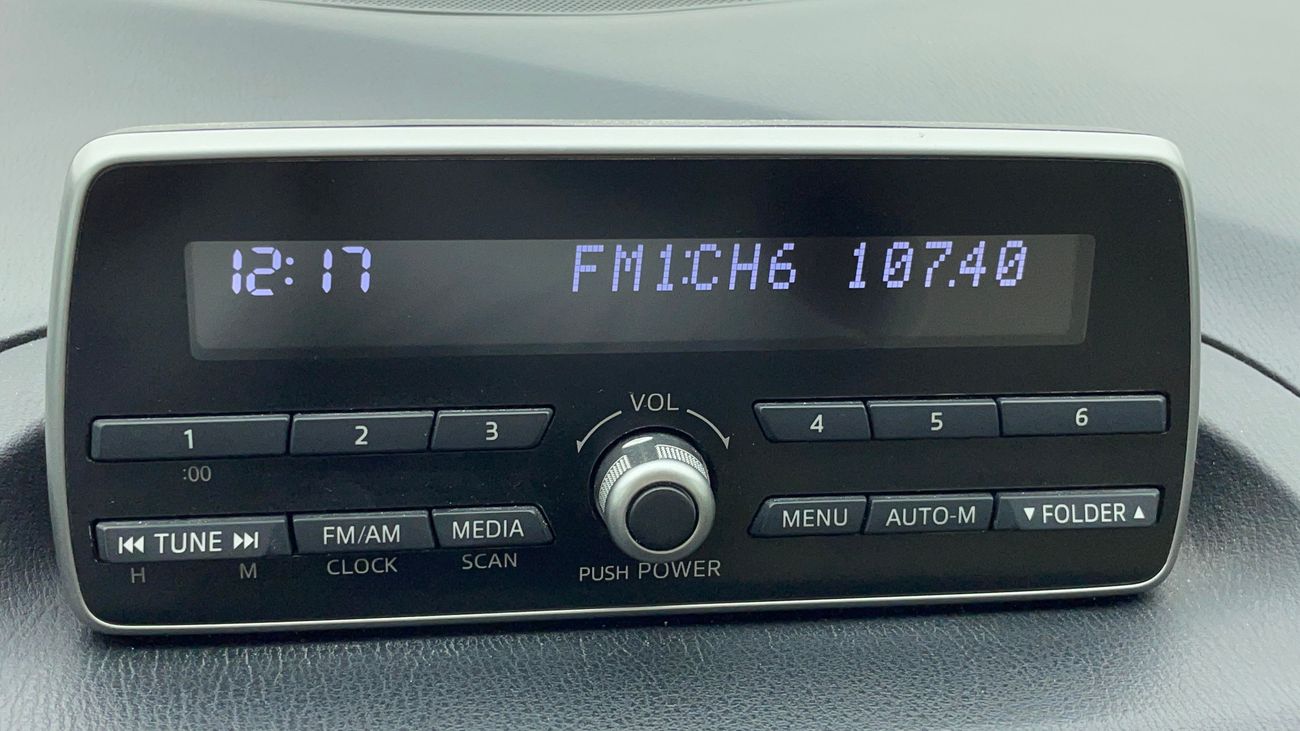 12:17 FM1:CH6 107.40
VOL
1 2 3 4 5 6
:00
TUNE FM/AM MEDIA MENU AUTO-M ▼ FOLDER ▲
H M CLOCK SCAN PUSH POWER